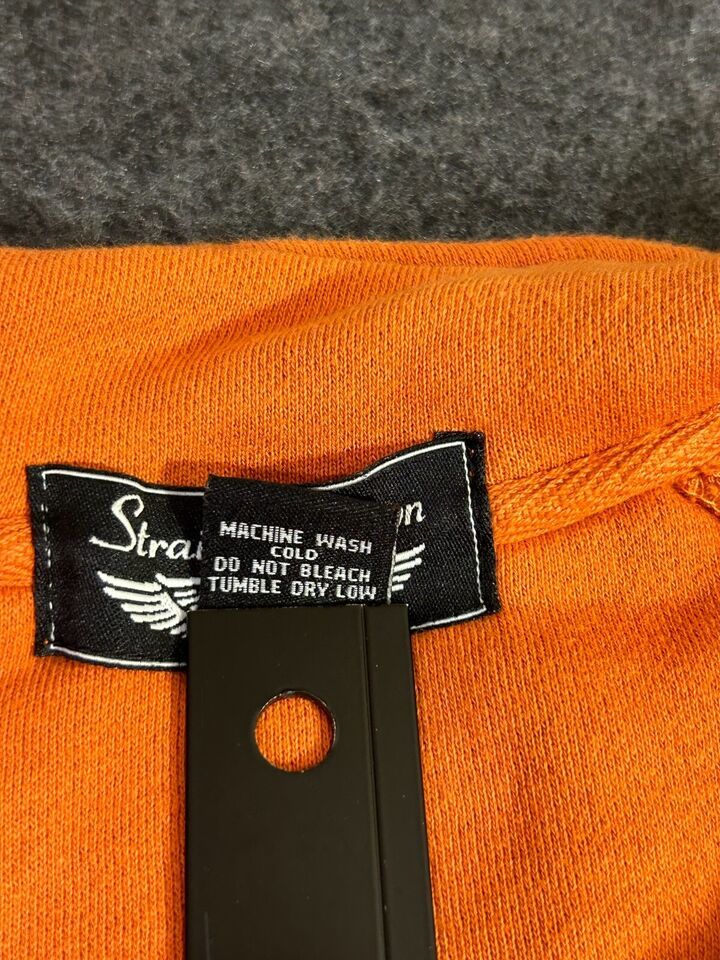 MACHINE WASH
COLD
DO NOT BLEACH
TUMBLE DRY LOW